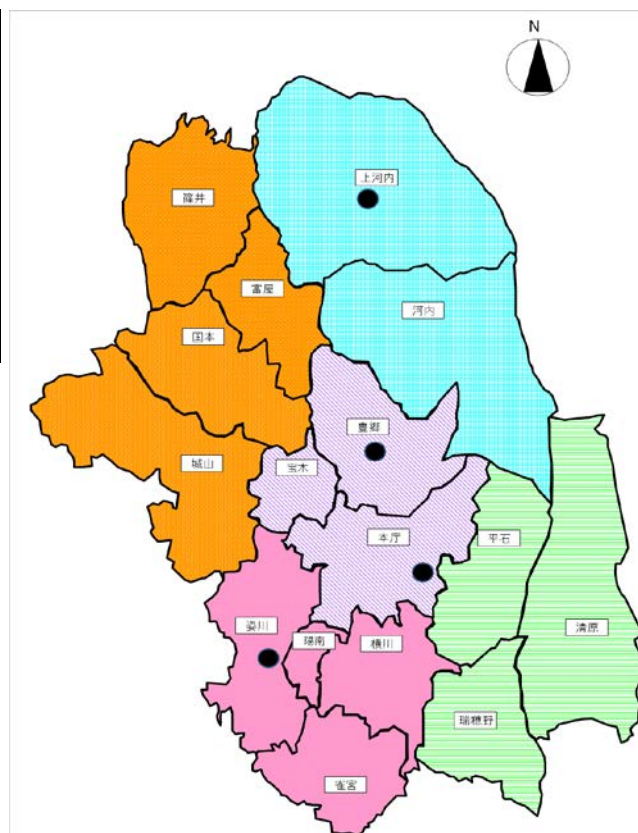 N
上河内
篠井
富屋
河内
国本
豊郷
城山
宝木
本庁
平石
清原
姿川
陽南
横川
瑞穂野
雀宮